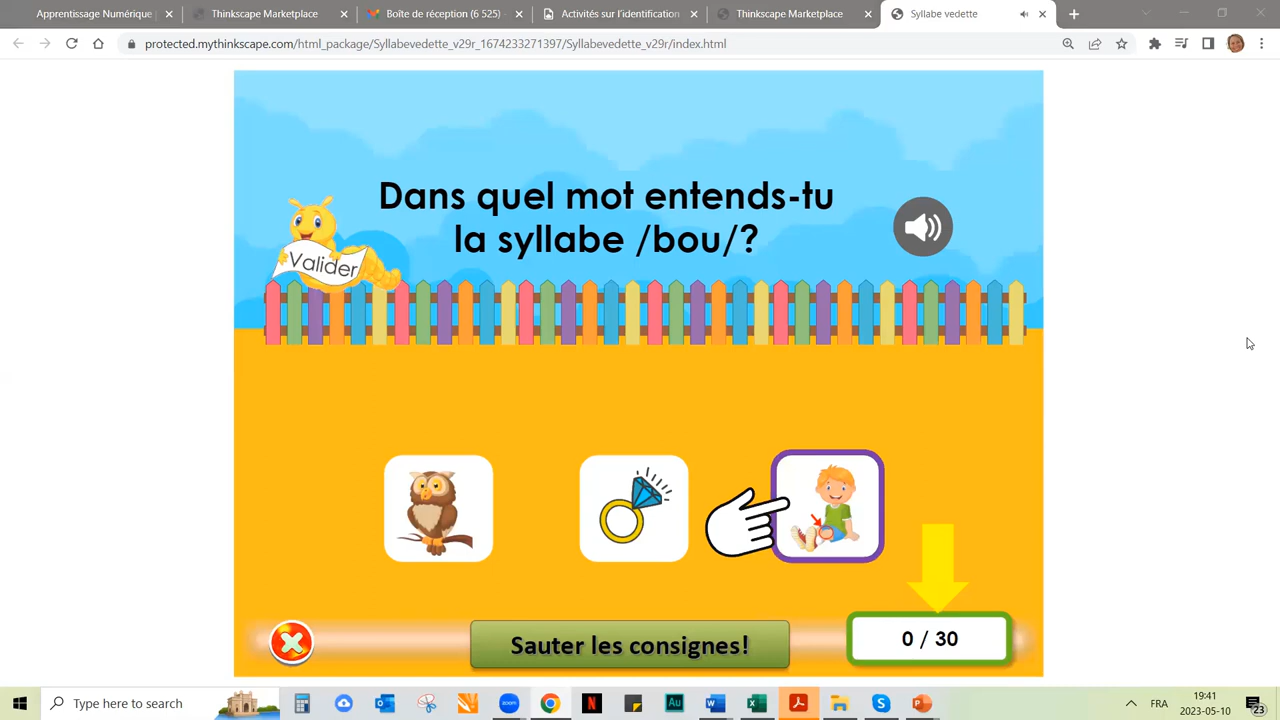 Apprentissage Numérique
Thinkscape Marketplace
Boîte de réception (6 525) -
Activités sur l'identification
Thinkscape Marketplace
Syllabe vedette
protected.mythinkscape.com/html_package/Syllabevedette_v29r_1674233271397/Syllabevedette_v29r/index.html
Dans quel mot entends-tu
la syllabe /bou/?
Valider
Sauter les consignes!
0 / 30
Type here to search
FRA
19:41
2023-05-10
23